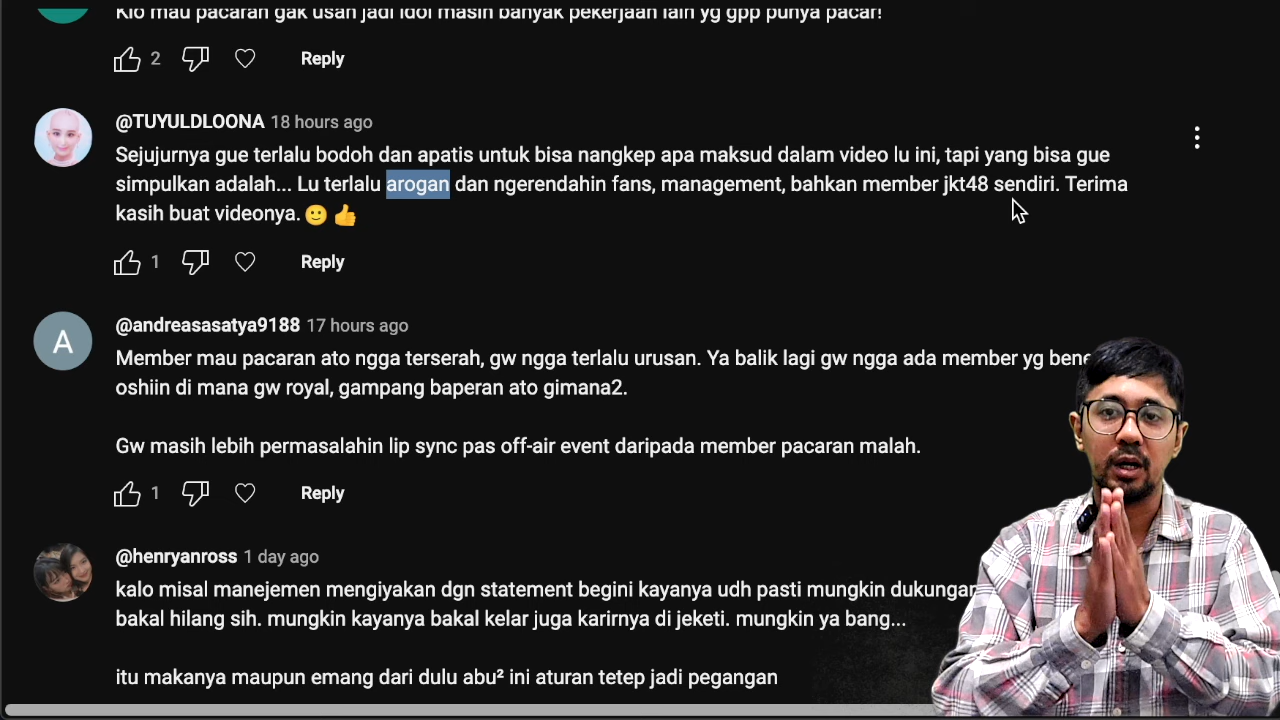 Klo mau pacaran gak usah jadi idol masih banyak pekerjaan lain yg gpp punya pacar!
2
Reply
@TUYULDLOONA 18 hours ago
Sejujurnya gue terlalu bodoh dan apatis untuk bisa nangkep apa maksud dalam video lu ini, tapi yang bisa gue
simpulkan adalah... Lu terlalu arogan dan ngerendahin fans, management, bahkan member jkt48 sendiri. Terima
kasih buat videonya.🙂👍
1
Reply
A
@andreasasatya9188 17 hours ago
Member mau pacaran ato ngga terserah, gw ngga terlalu urusan. Ya balik lagi gw ngga ada member yg
oshiin di mana gw royal, gampang baperan ato gimana2.
Gw masih lebih permasalahin lip sync pas off-air event daripada member pacaran malah.
1
Reply
@henryanross 1 day ago
kalo misal manejemen mengiyakan dgn statement begini kayanya udh pasti mungkin
bakal hilang sih. mungkin kayanya bakal kelar juga karirnya di jeketi. mungkin ya bang...
itu makanya maupun emang dari dulu abu² ini aturan tetep jadi pegangan